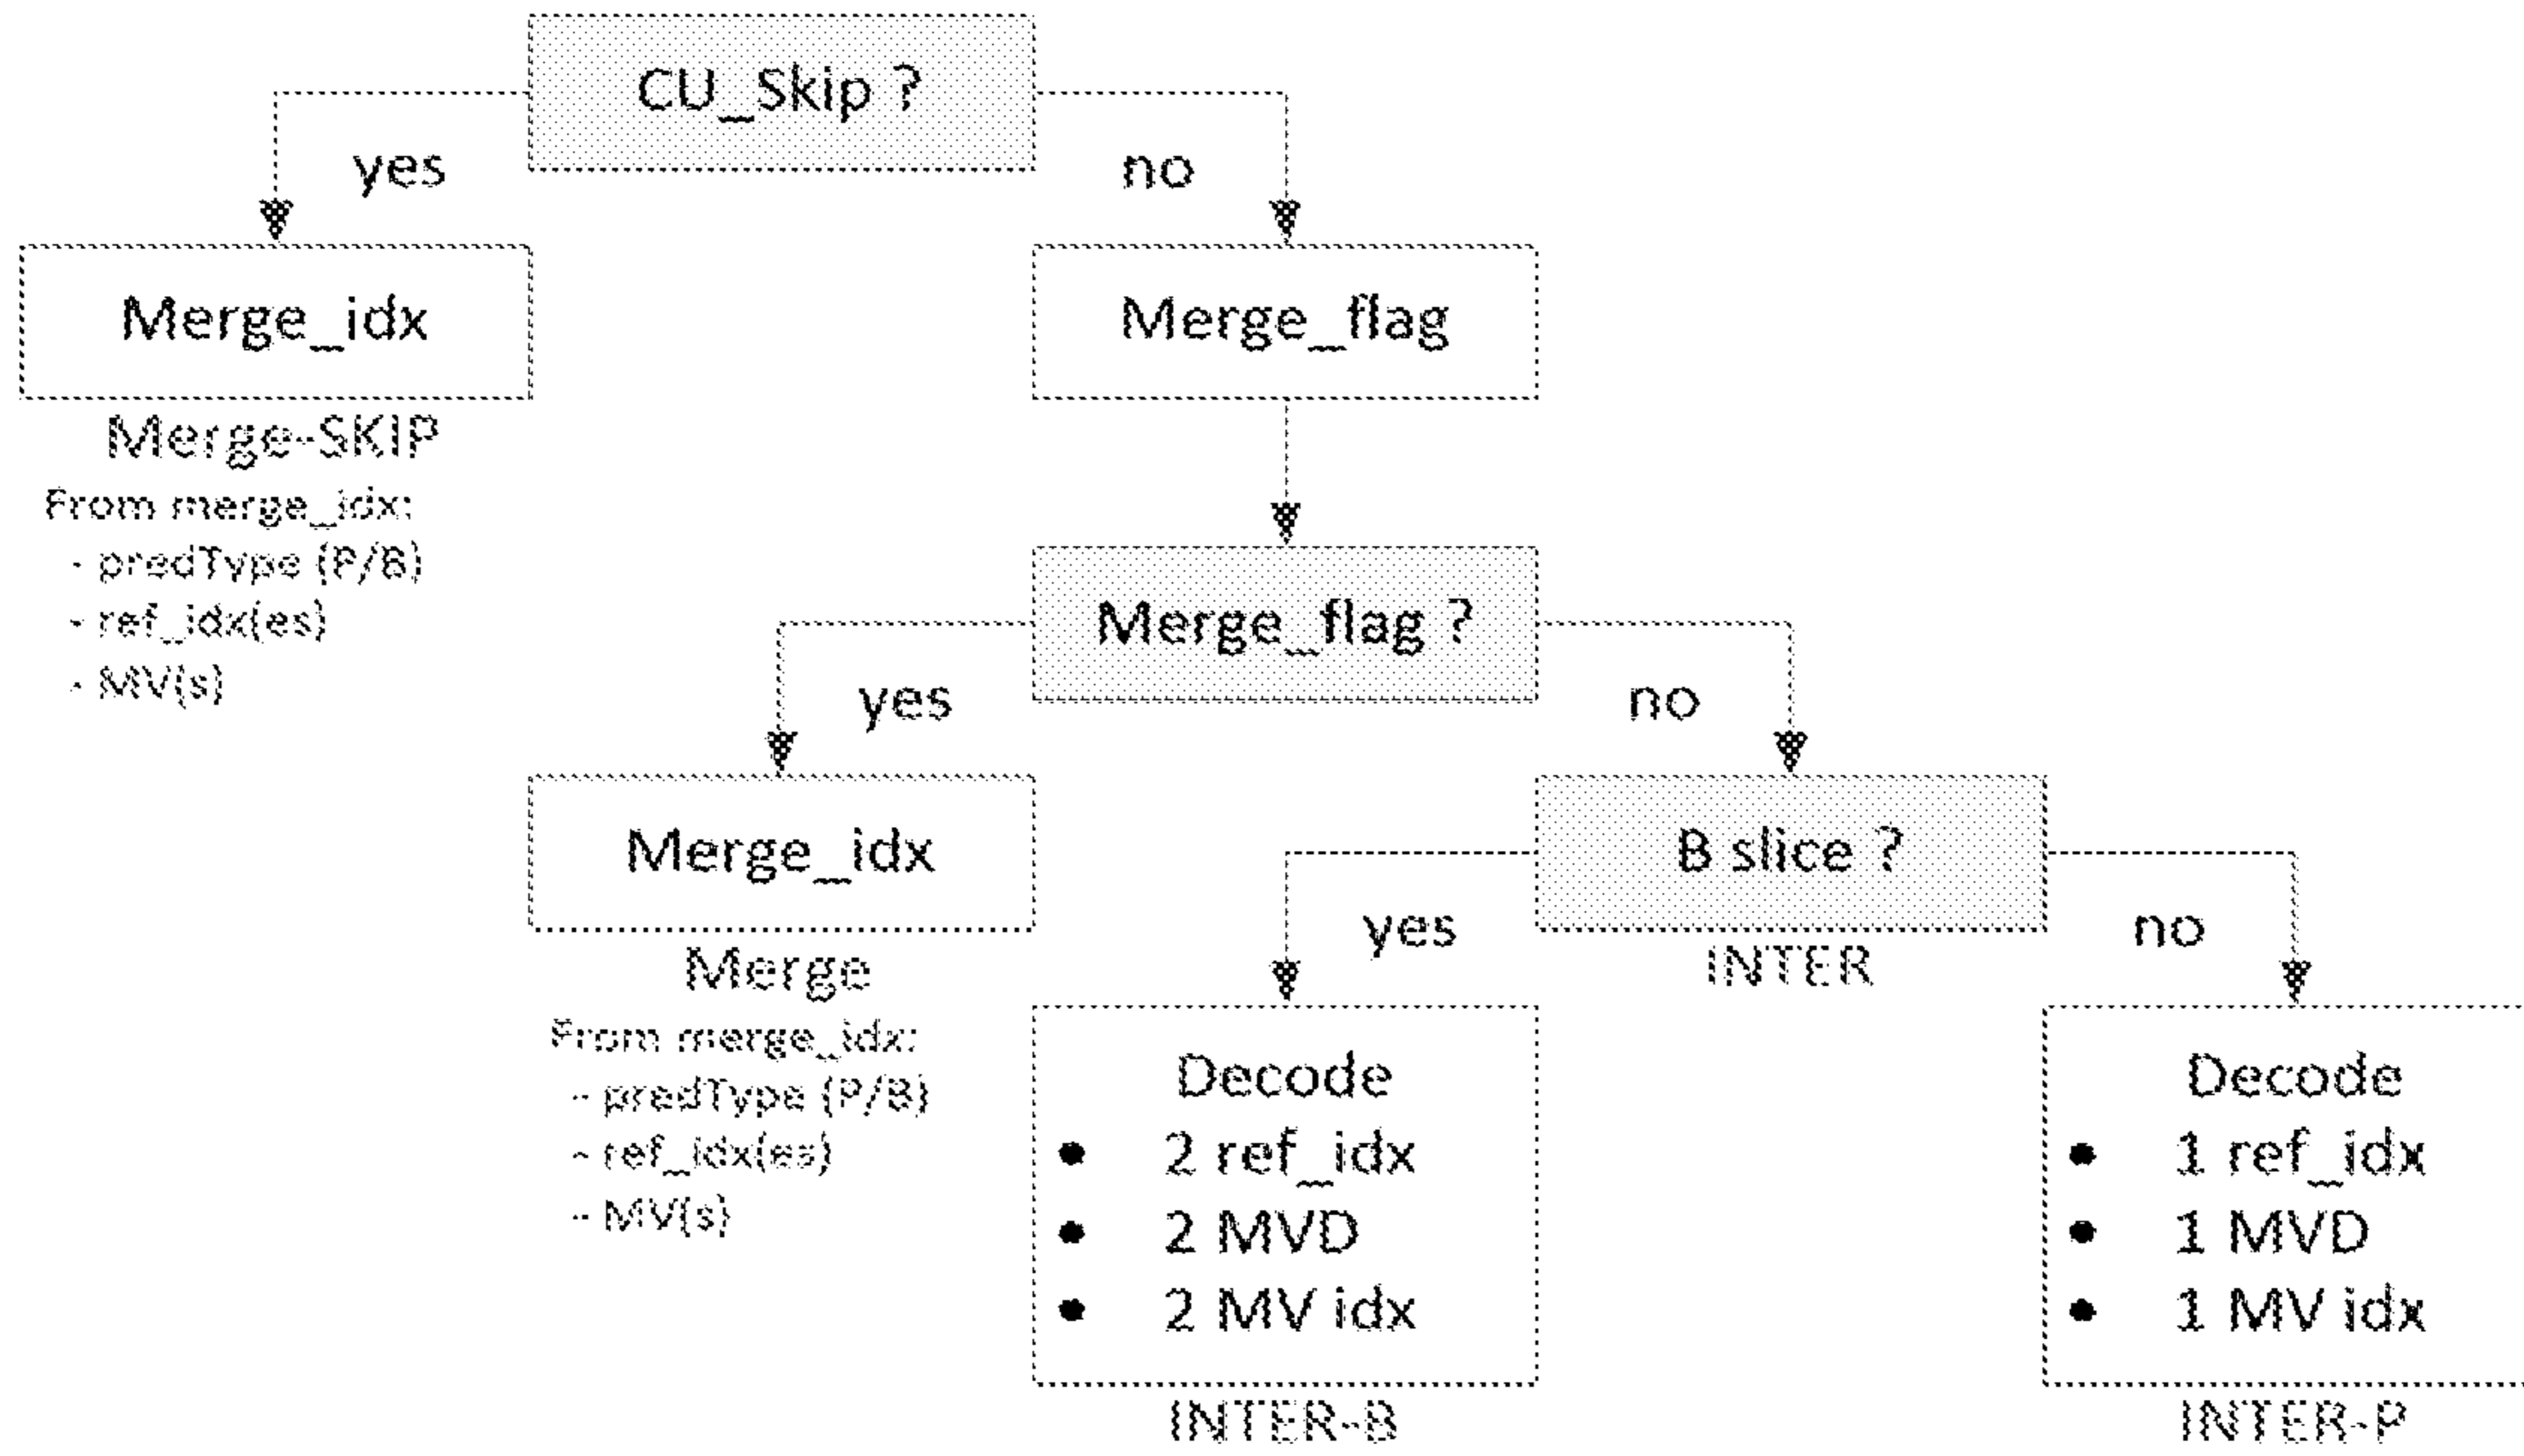 CU_Skip ?
yes
no
Merge_idx
Merge_flag
Merge-SKIP
From merge_idx:
- predType (P/B)
- ref_idx(es)
- MV(s)
Merge_flag ?
yes
no
Merge_idx
B slice ?
Merge
yes
INTER
no
From merge_idx:
- predType (P/B)
- ref_idx(es)
- MV(s)
Decode
• 2 ref_idx
• 2 MVD
• 2 MV idx
INTER-B
Decode
• 1 ref_idx
• 1 MVD
• 1 MV idx
INTER-P